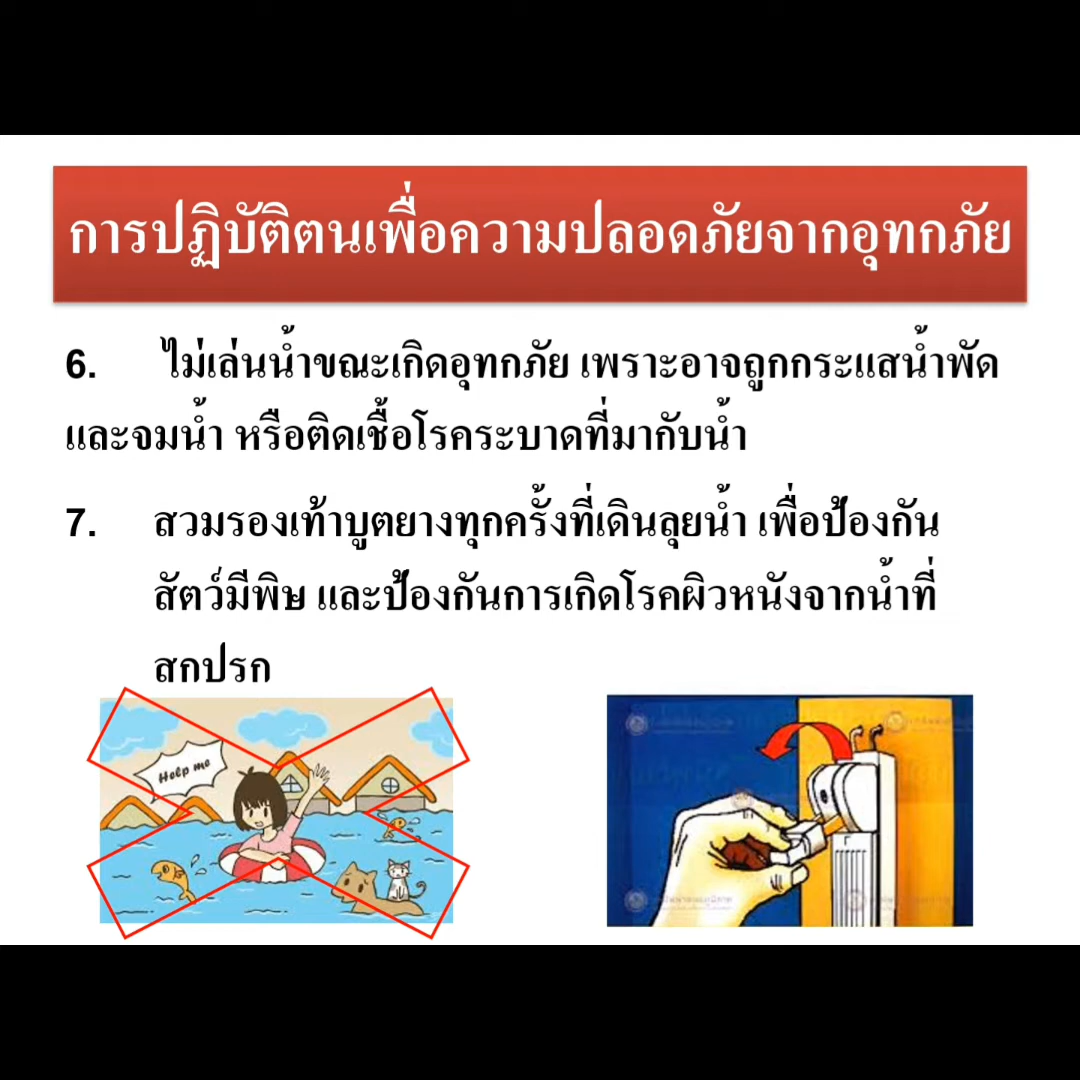 การปฏิบัติตนเพื่อความปลอดภัยจากอุทกภัย
6. ไม่เล่นน้ำขณะเกิดอุทกภัย เพราะอาจถูกกระแสน้ำพัด
และจมน้ำ หรือติดเชื้อโรคระบาดที่มากับน้ำ
7. สวมรองเท้าบูตยางทุกครั้งที่เดินลุยน้ำ เพื่อป้องกัน
สัตว์มีพิษ และป้องกันการเกิดโรคผิวหนังจากน้ำที่
สกปรก
Help me